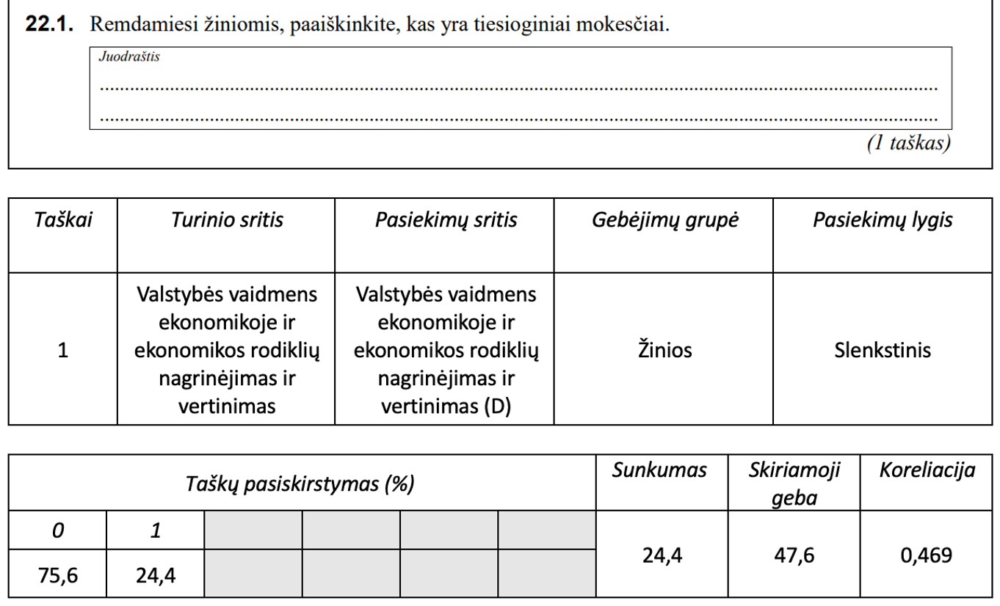 22.1. Remdamiesi žiniomis, paaiškinkite, kas yra tiesioginiai mokesčiai.
Juodraštis
(1 taškas)
Taškai Turinio sritis Pasiekimų sritis Gebėjimų grupė Pasiekimų lygis
1 Valstybės vaidmens ekonomikoje ir ekonomikos rodiklių nagrinėjimas ir vertinimas Valstybės vaidmens ekonomikoje ir ekonomikos rodiklių nagrinėjimas ir vertinimas (D) Žinios Slenkstinis
Taškų pasiskirstymas (%) Sunkumas Skiriamoji geba Koreliacija
0 1
75,6 24,4 24,4 47,6 0,469